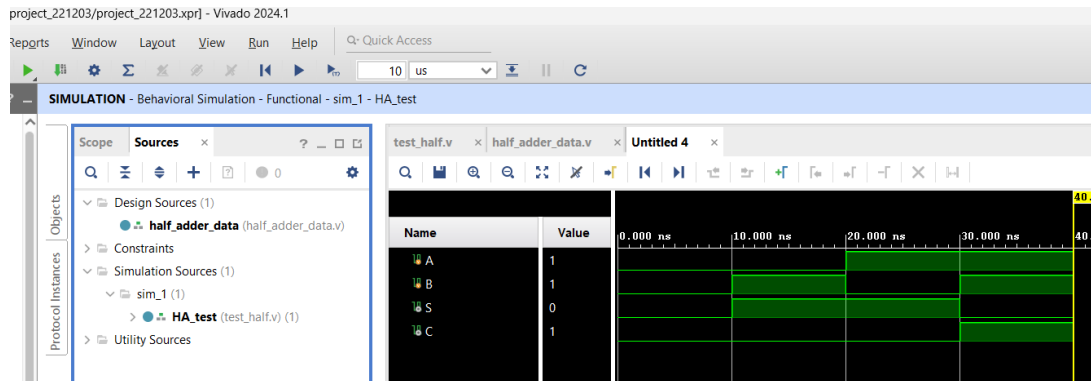 project_221203/project_221203.xpr] - Vivado 2024.1
Reports Window Layout View Run Help Quick Access
10 us
SIMULATION - Behavioral Simulation - Functional - sim_1 - HA_test
Scope Sources × ? _
test_half.v × half_adder_data.v × Untitled 4 ×
0
Objects
Protocol Instances
Design Sources (1)
half_adder_data (half_adder_data.v)
Constraints
Simulation Sources (1)
sim_1 (1)
HA_test (test_half.v) (1)
Utility Sources
40.
Name Value 0.000 ns 10.000 ns 20.000 ns 30.000 ns 40.
A 1
B 1
S 0
C 1